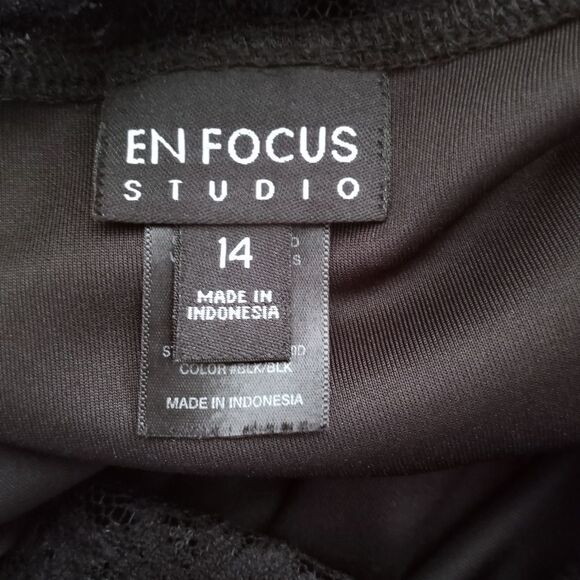 EN FOCUS
STUDIO
14
MADE IN
INDONESIA
COLOR #BLK/BLK
MADE IN INDONESIA